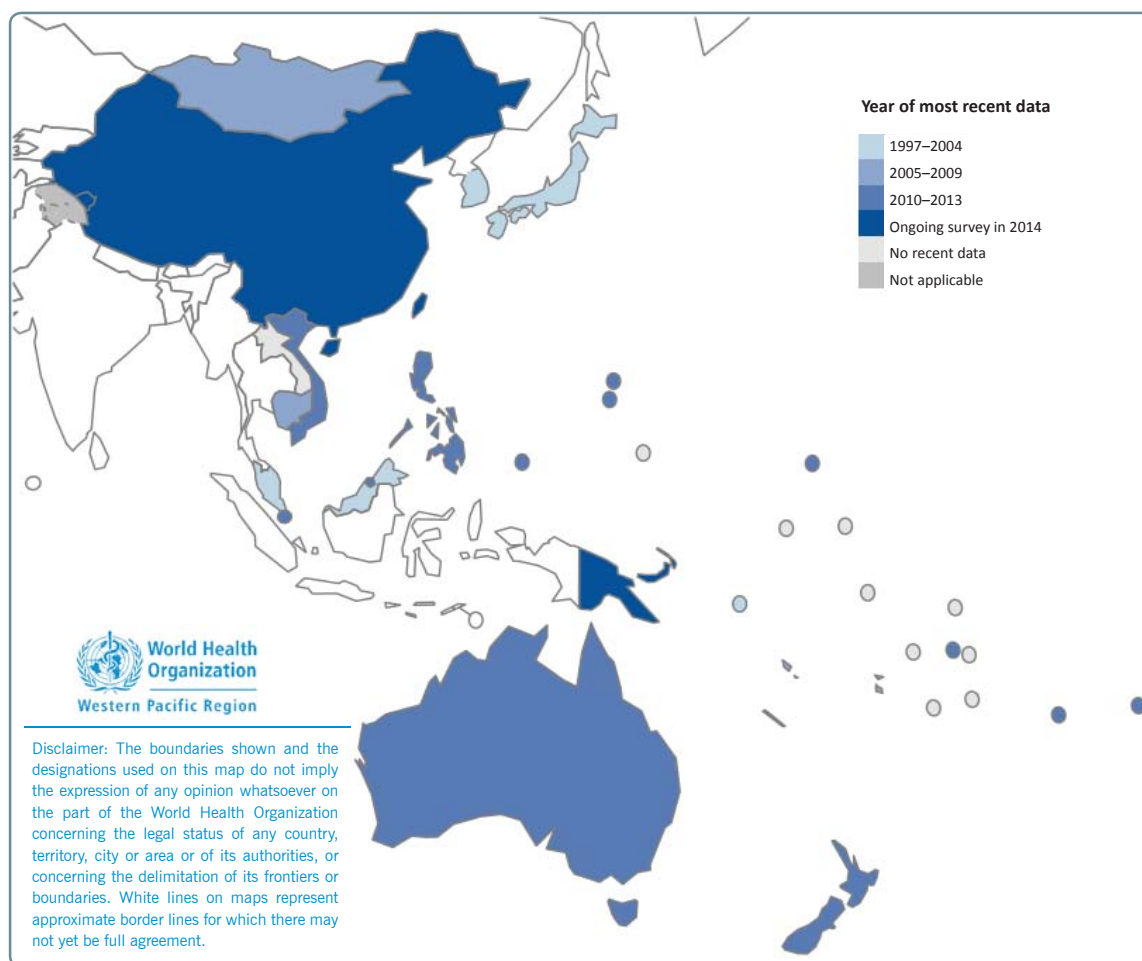 Year of most recent data
1997–2004
2005–2009
2010–2013
Ongoing survey in 2014
No recent data
Not applicable
World Health
Organization
Western Pacific Region
Disclaimer: The boundaries shown and the
designations used on this map do not imply
the expression of any opinion whatsoever on
the part of the World Health Organization
concerning the legal status of any country,
territory, city or area or of its authorities, or
concerning the delimitation of its frontiers or
boundaries. White lines on maps represent
approximate border lines for which there may
not yet be full agreement.